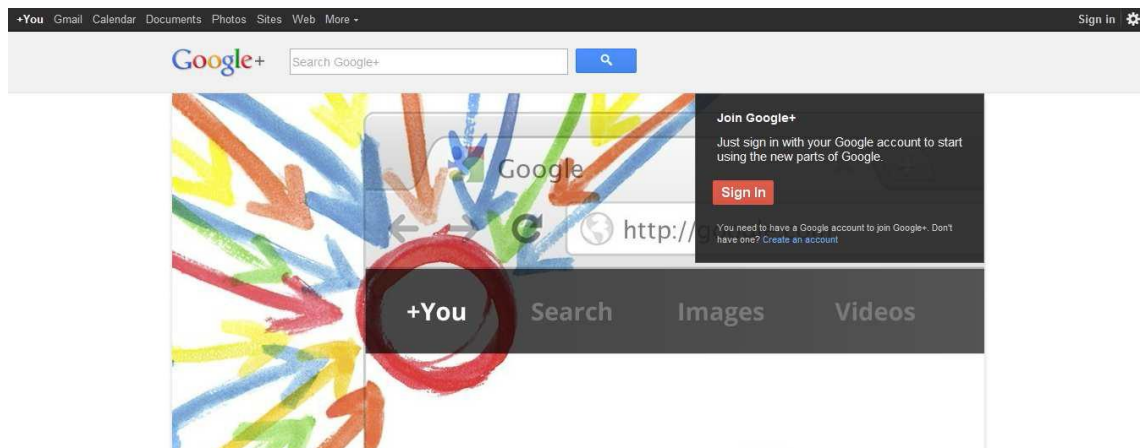 +You Gmail Calendar Documents Photos Sites Web More Sign in
Google+ Search Google+
Join Google+
Just sign in with your Google account to start
using the new parts of Google.
Sign In
You need to have a Google account to join Google+. Don't
have one? Create an account
Google
http://
+You Search Images Videos